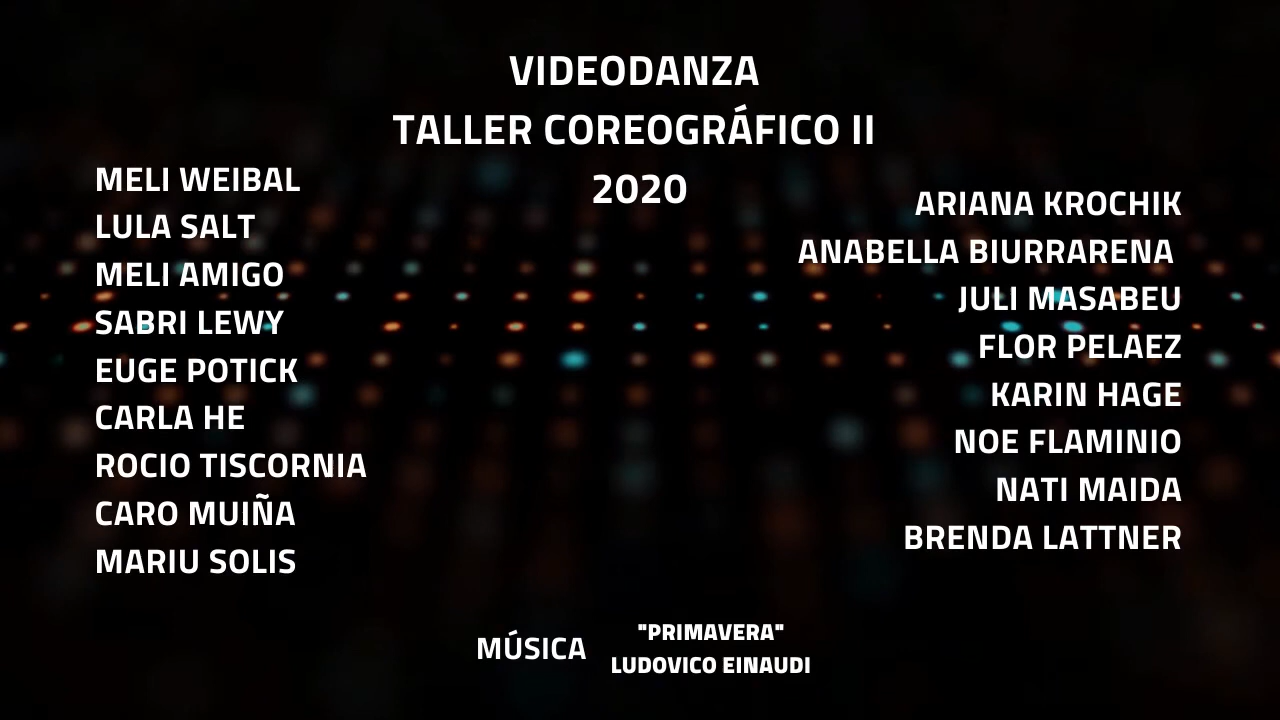 VIDEODANZA
TALLER COREOGRÁFICO II
2020
MELI WEIBAL
LULA SALT
MELI AMIGO
SABRI LEWY
EUGE POTICK
CARLA HE
ROCIO TISCORNIA
CARO MUIÑA
MARIU SOLIS
ARIANA KROCHIK
ANABELLA BIURRARENA
JULI MASABEU
FLOR PELAEZ
KARIN HAGE
NOE FLAMINIO
NATI MAIDA
BRENDA LATTNER
MÚSICA
"PRIMAVERA"
LUDOVICO EINAUDI